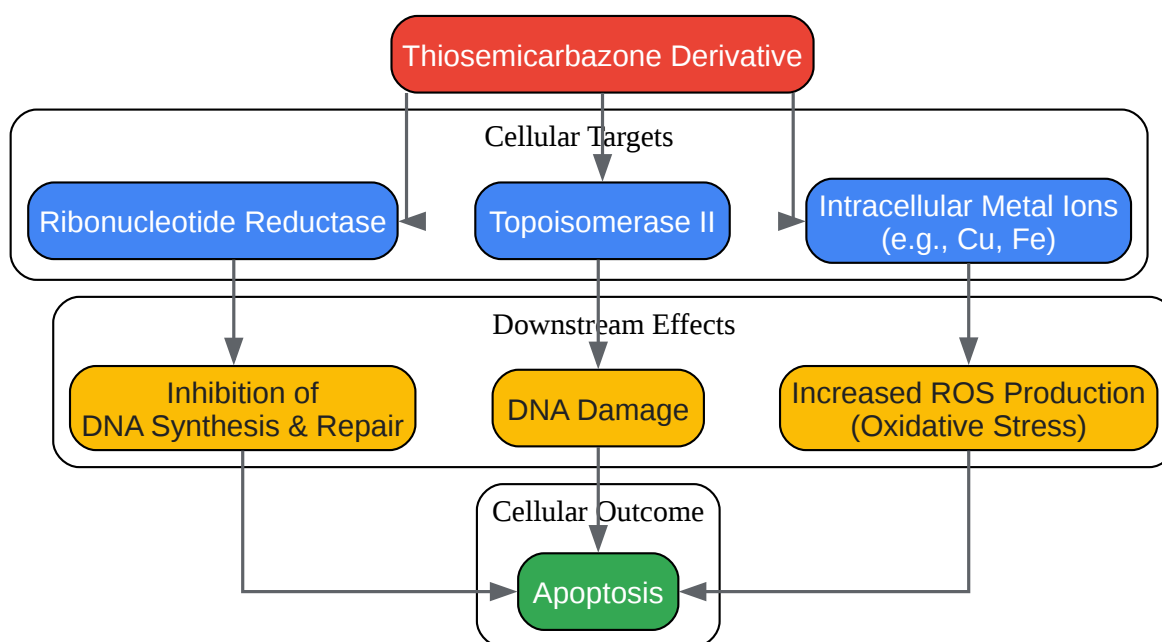 Thiosemicarbazone Derivative
Cellular Targets
Ribonucleotide Reductase
Topoisomerase II
Intracellular Metal Ions
(e.g., Cu, Fe)
Downstream Effects
Inhibition of
DNA Synthesis & Repair
DNA Damage
Increased ROS Production
(Oxidative Stress)
Cellular Outcome
Apoptosis